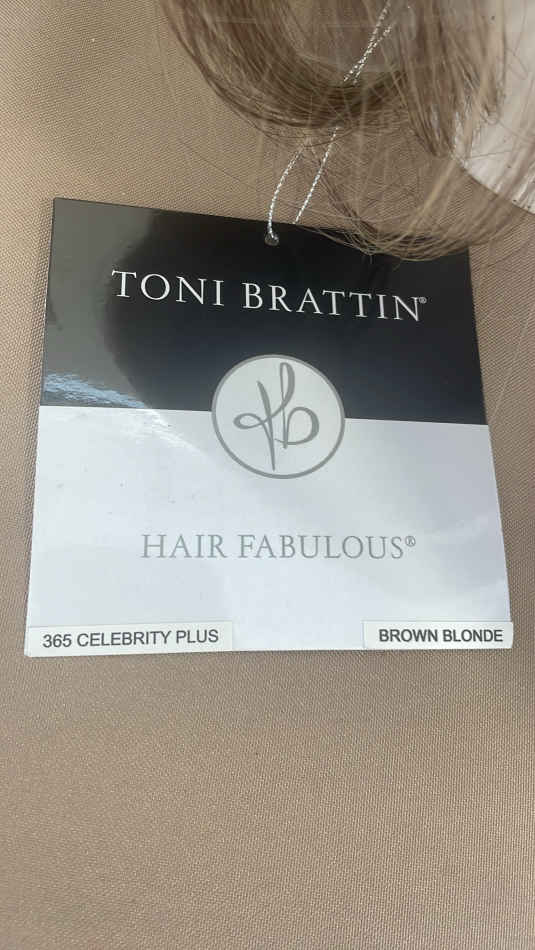 TONI BRATTIN®
HAIR FABULOUS®
365 CELEBRITY PLUS
BROWN BLONDE